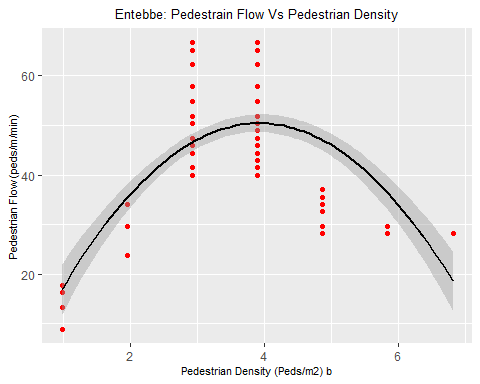 Entebbe: Pedestrain Flow Vs Pedestrian Density
60
40
20
Pedestrian Flow/(peds/m/min)
2 4 6
Pedestrian Density (Peds/m2) b